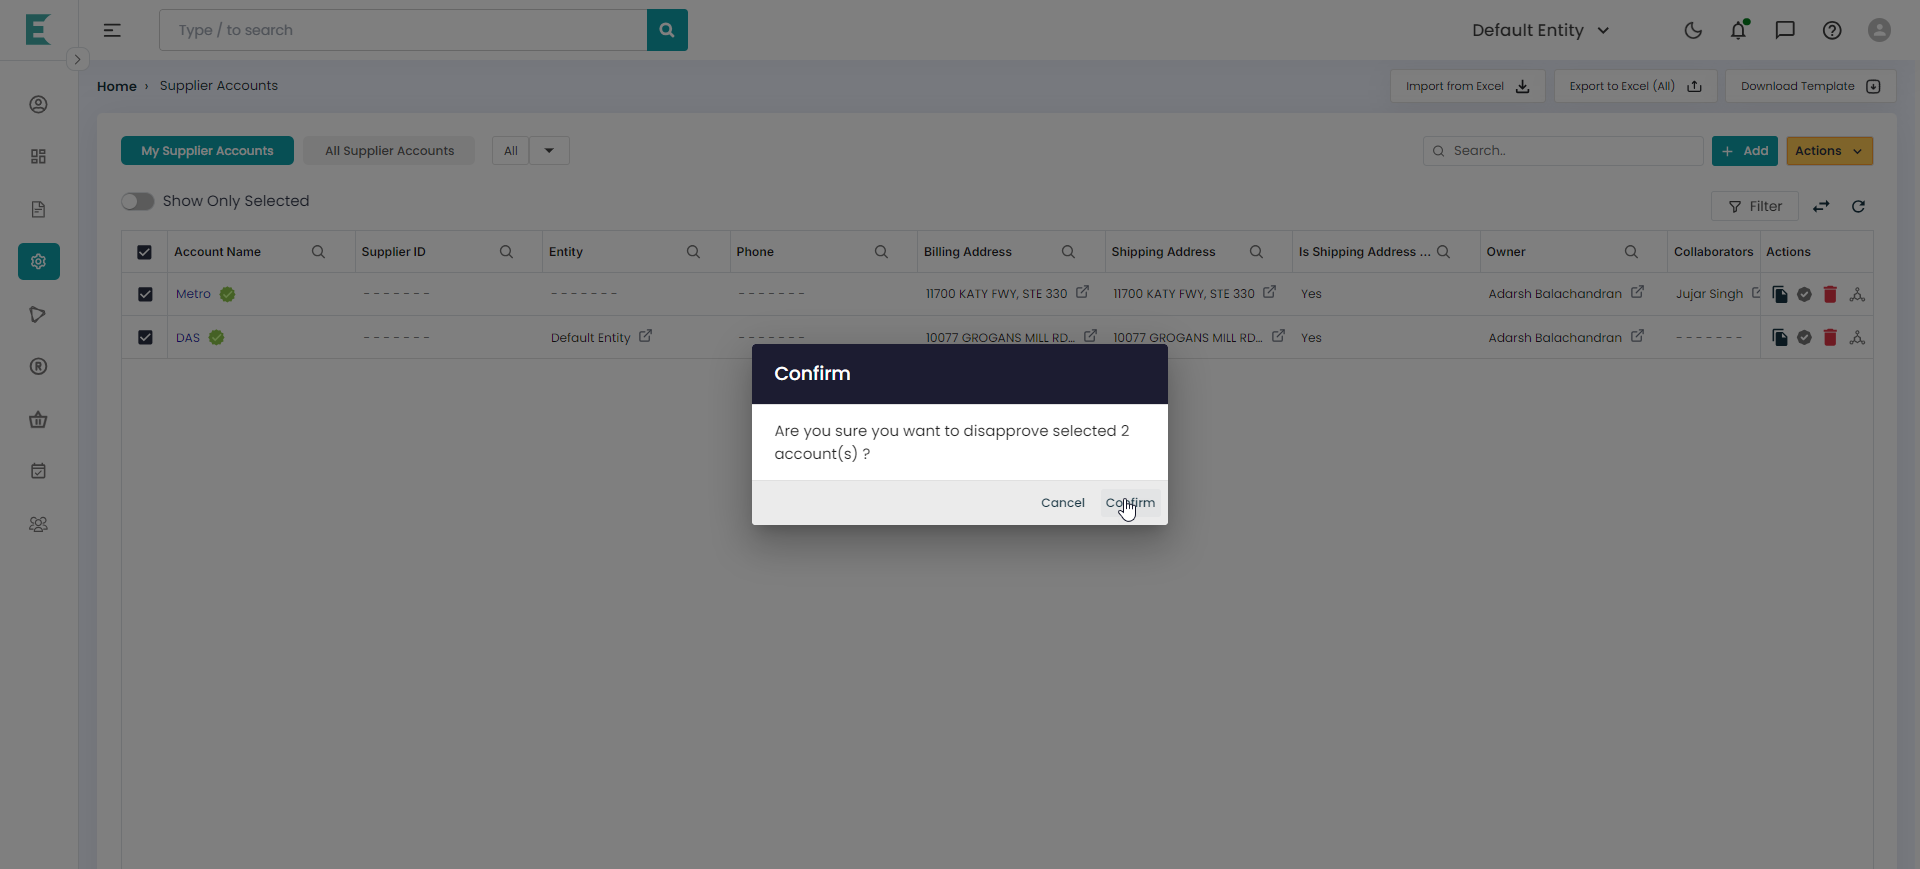 Type / to search
Default Entity
Home › Supplier Accounts
Import from Excel
Export to Excel (All)
Download Template
My Supplier Accounts
All Supplier Accounts
All
Search..
+ Add
Actions
Show Only Selected
Filter
Account Name Supplier ID Entity Phone Billing Address Shipping Address Is Shipping Address ... Owner Collaborators Actions
Metro - - - - - - - - - - - - - - - - - - - - - 11700 KATY FWY, STE 330 11700 KATY FWY, STE 330 Yes Adarsh Balachandran Jujar Singh
DAS - - - - - - - Default Entity - - - - - - - 10077 GROGANS MILL RD... 10077 GROGANS MILL RD... Yes Adarsh Balachandran - - - - - - -
Confirm
Are you sure you want to disapprove selected 2
account(s) ?
Cancel Confirm